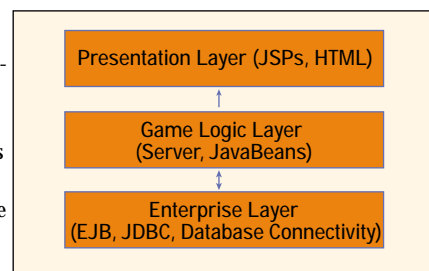 Presentation Layer (JSPs, HTML)
Game Logic Layer
(Server, JavaBeans)
Enterprise Layer
(EJB, JDBC, Database Connectivity)